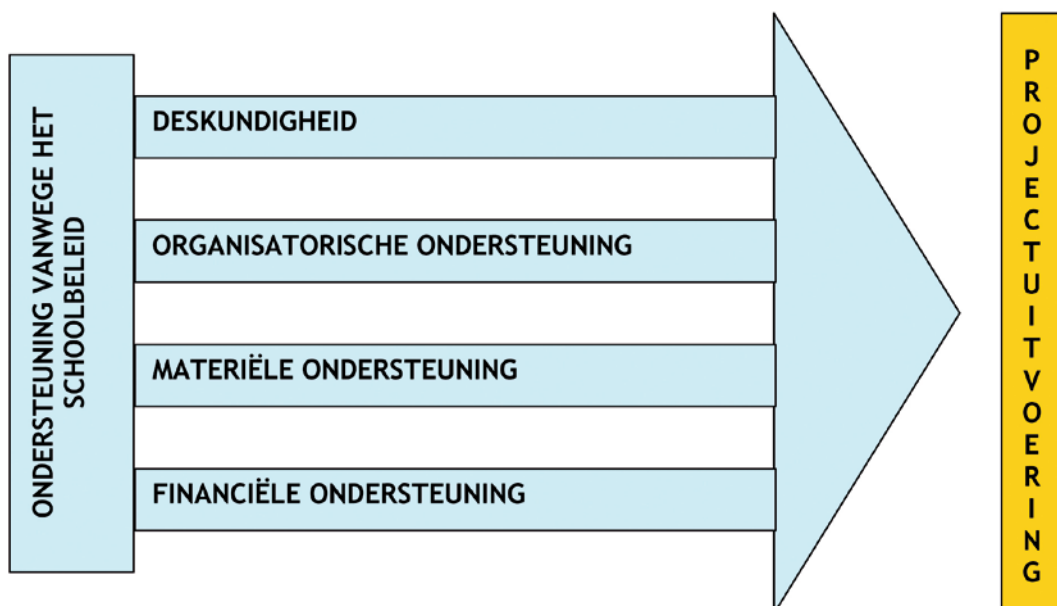 ONDERSTEUNING VANWEGE HET
SCHOOLBELEID
DESKUNDIGHEID
ORGANISATORISCHE ONDERSTEUNING
MATERIËLE ONDERSTEUNING
FINANCIËLE ONDERSTEUNING
PROJECTUITVOERING